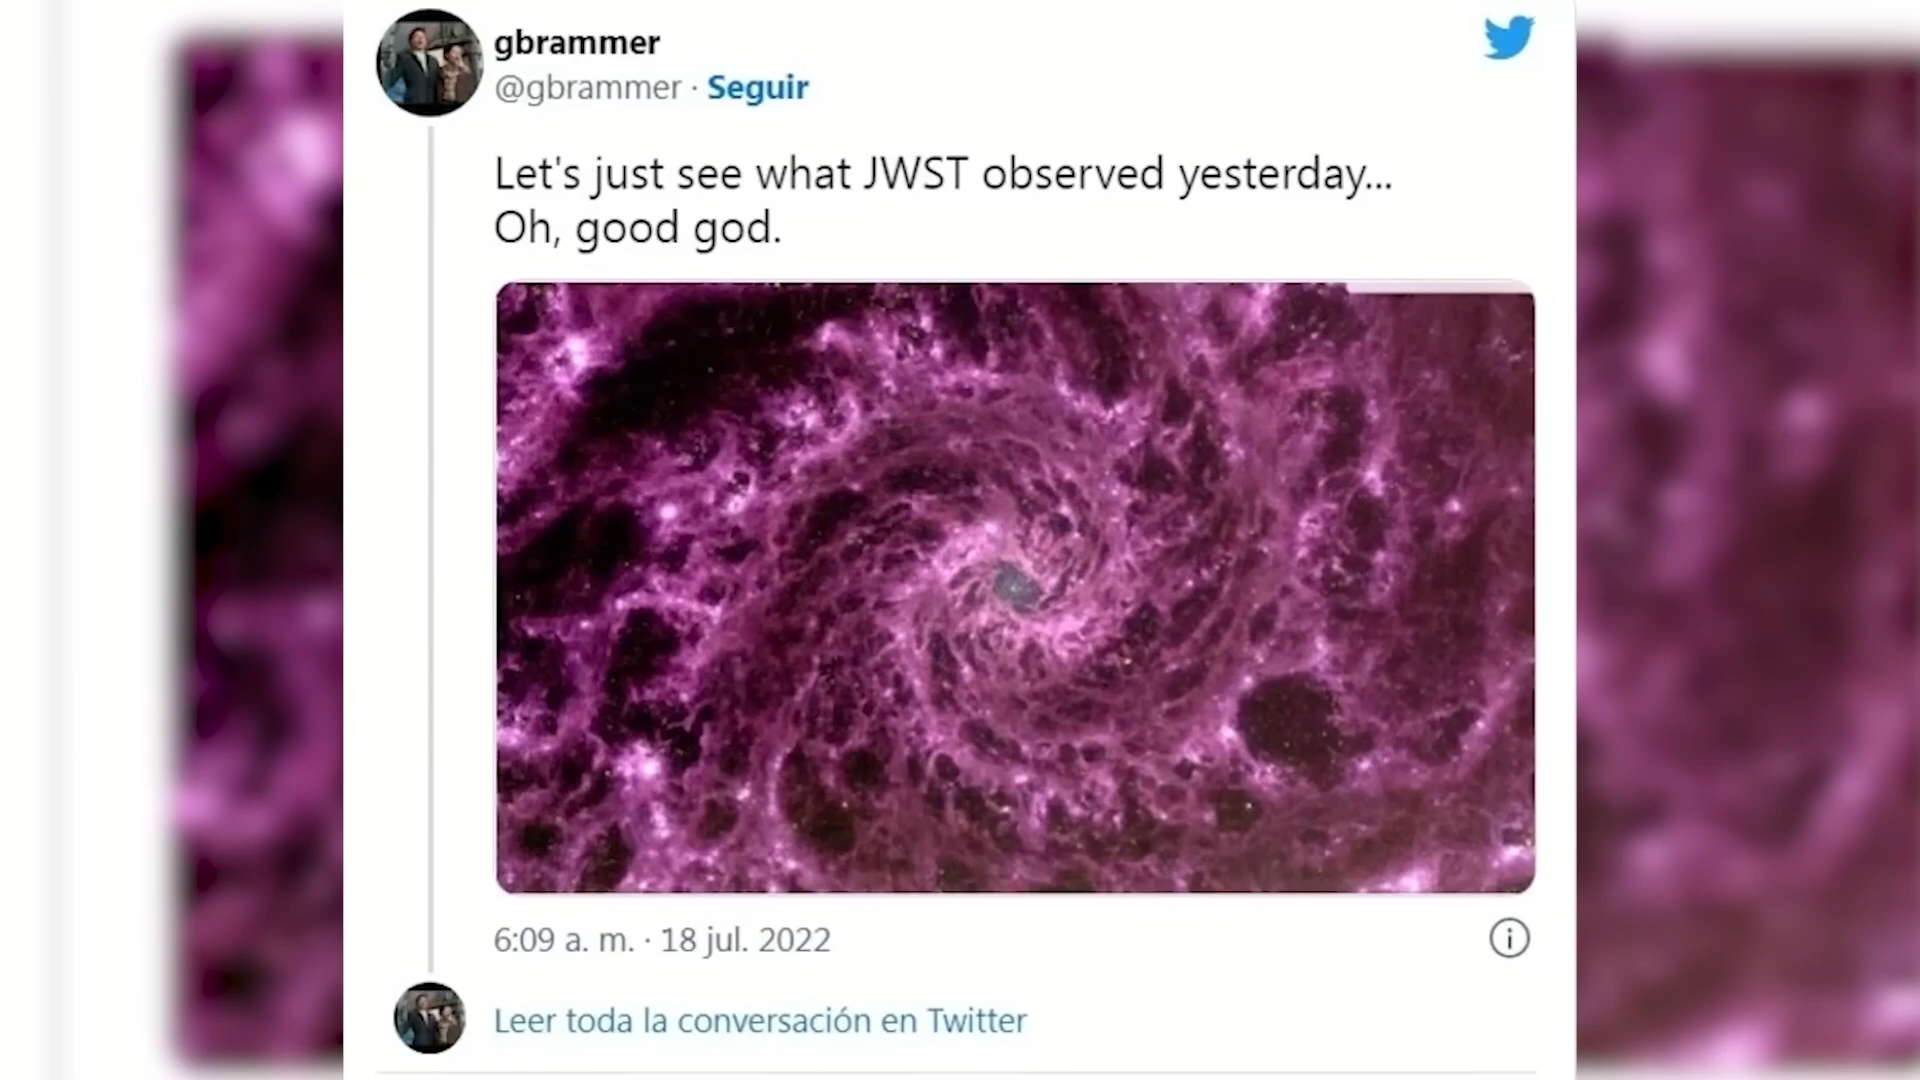 gbrammer
@gbrammer · Seguir
Let's just see what JWST observed yesterday...
Oh, good god.
6:09 a. m. · 18 jul. 2022
Leer toda la conversación en Twitter